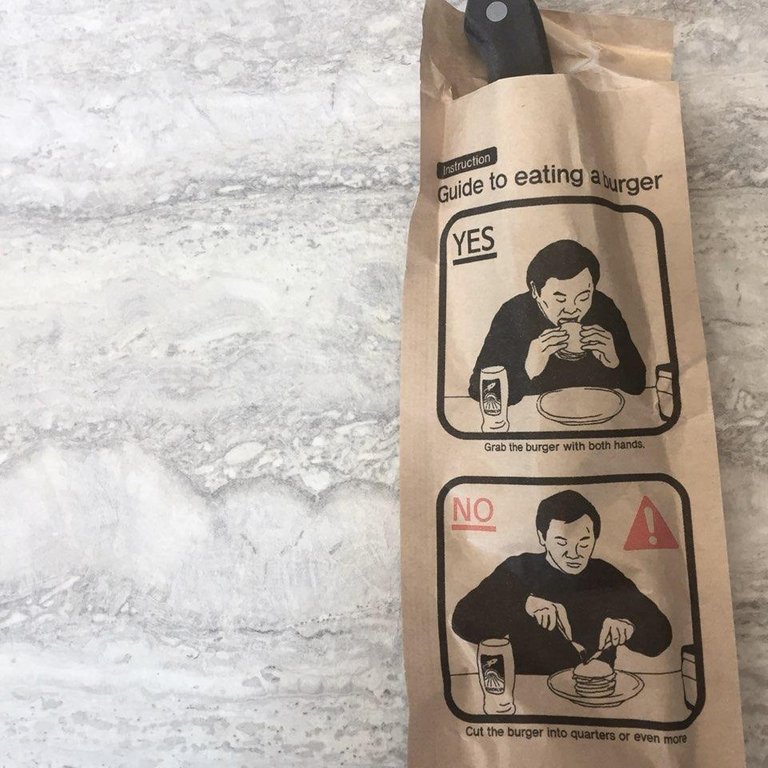 Instruction
Guide to eating a burger
YES
Grab the burger with both hands.
NO
Cut the burger into quarters or even more